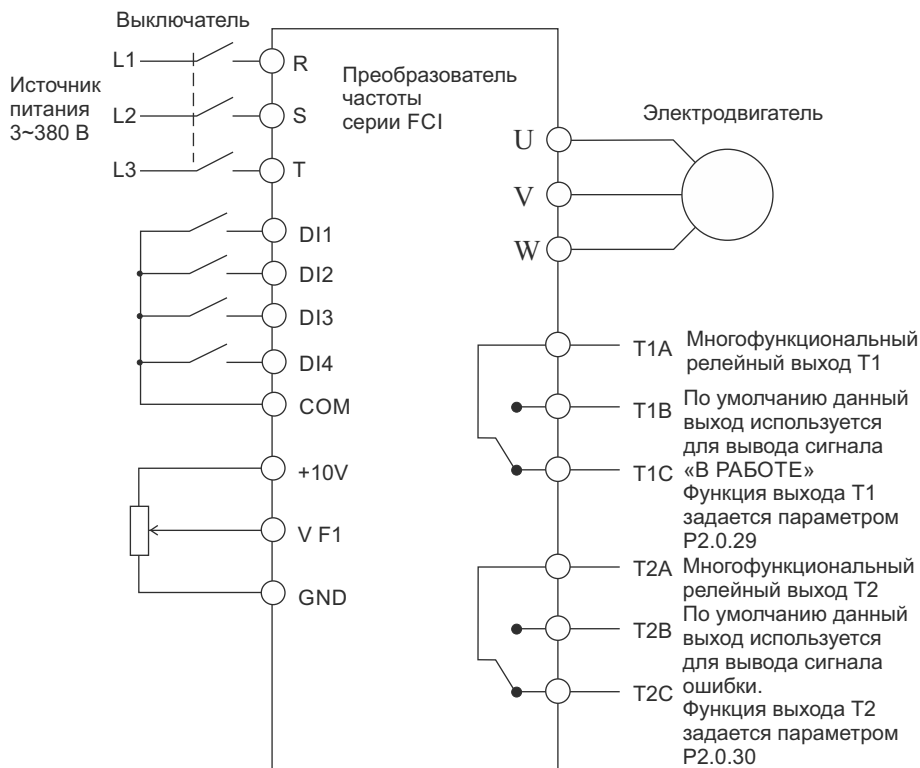 Выключатель
L1
R
Источник
питания
3~380 В
L2
S
L3
T
Преобразователь
частоты
серии FCI
Электродвигатель
U
V
W
DI1
DI2
DI3
DI4
COM
+10V
V F1
GND
T1A
Многофункциональный
релейный выход Т1
T1B
По умолчанию данный
выход используется
для вывода сигнала
T1C
«В РАБОТЕ»
Функция выхода Т1
задается параметром
P2.0.29
T2A
Многофункциональный
релейный выход Т2
T2B
По умолчанию данный
выход используется
для вывода сигнала
T2C
ошибки.
Функция выхода Т2
задается параметром
P2.0.30